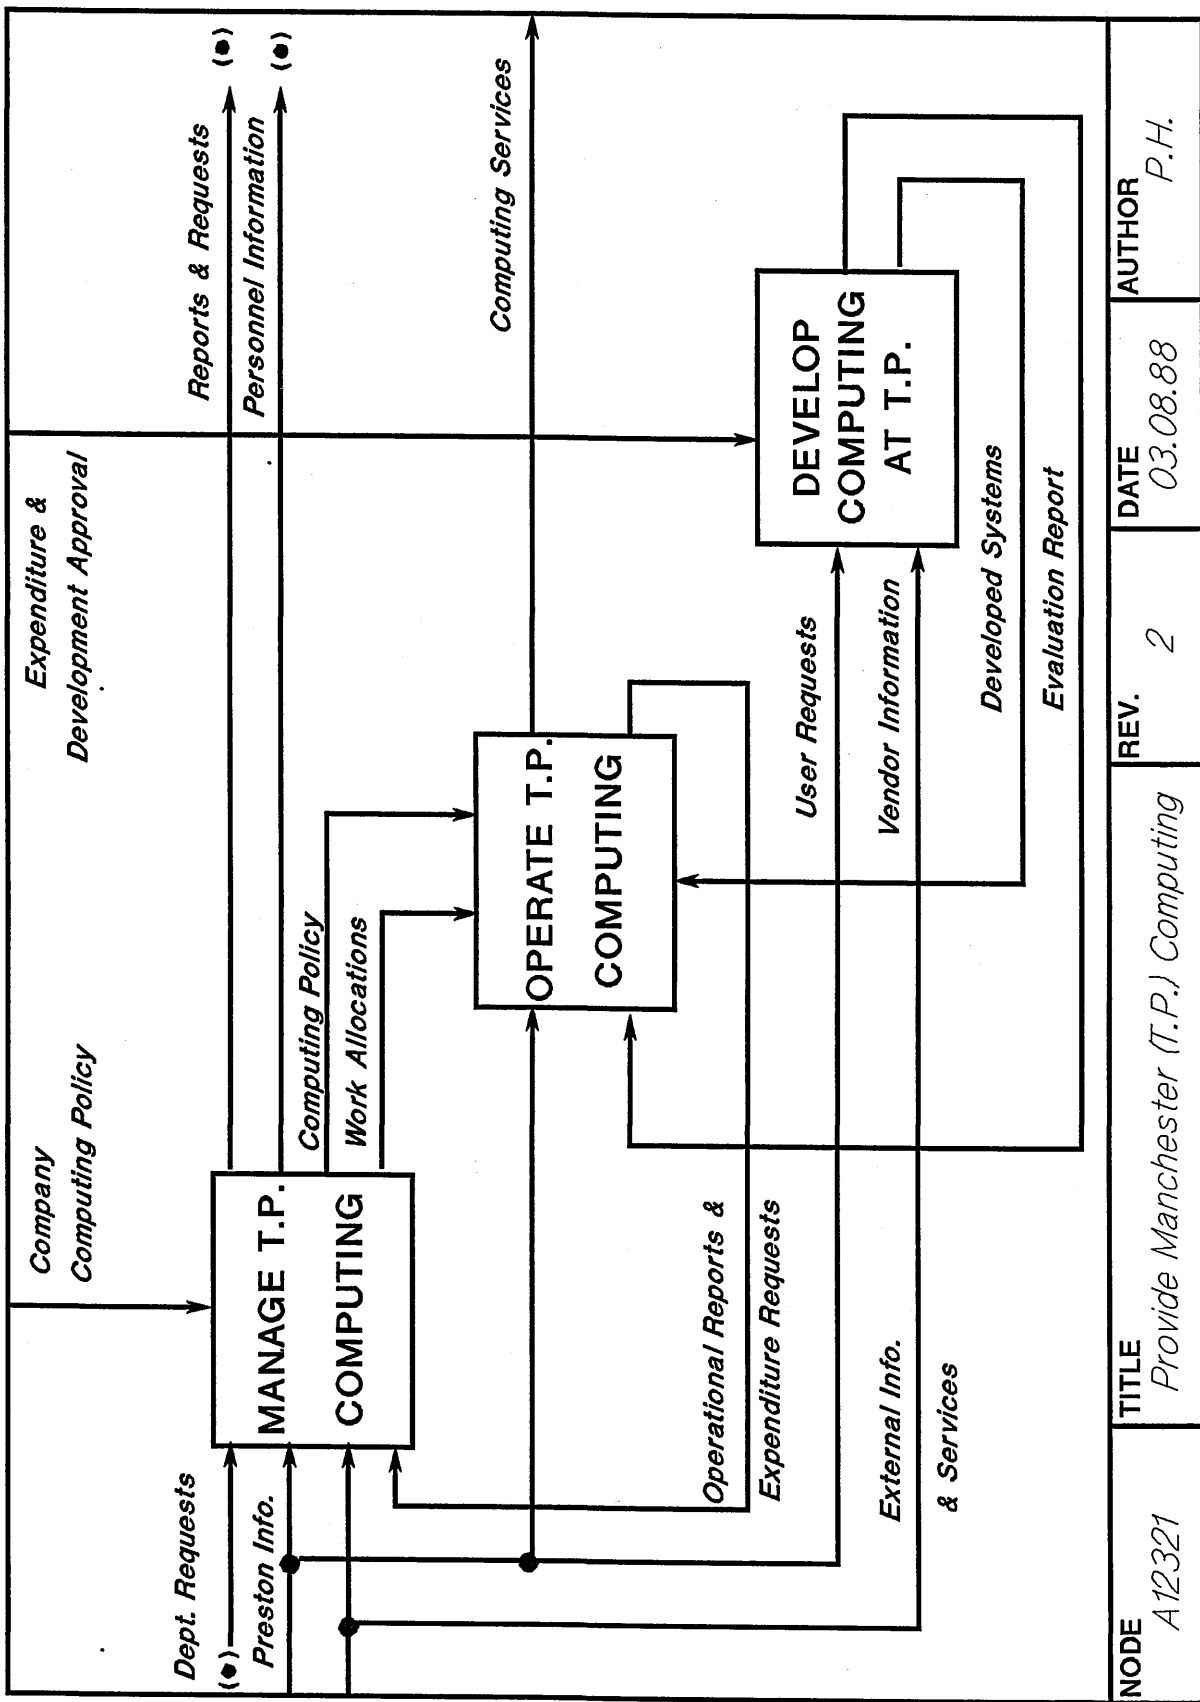 Company
Computing Policy
Expenditure &
Development Approval
Dept. Requests
Preston Info.
MANAGE T.P.
COMPUTING
Reports & Requests
Personnel Information
Computing Policy
Work Allocations
OPERATE T.P.
COMPUTING
Computing Services
Operational Reports &
Expenditure Requests
User Requests
Vendor Information
DEVELOP
COMPUTING
AT T.P.
External Info.
& Services
Developed Systems
Evaluation Report
NODE
A12321
TITLE
Provide Manchester (T.P.) Computing
REV.
2
DATE
03.08.88
AUTHOR
P.H.